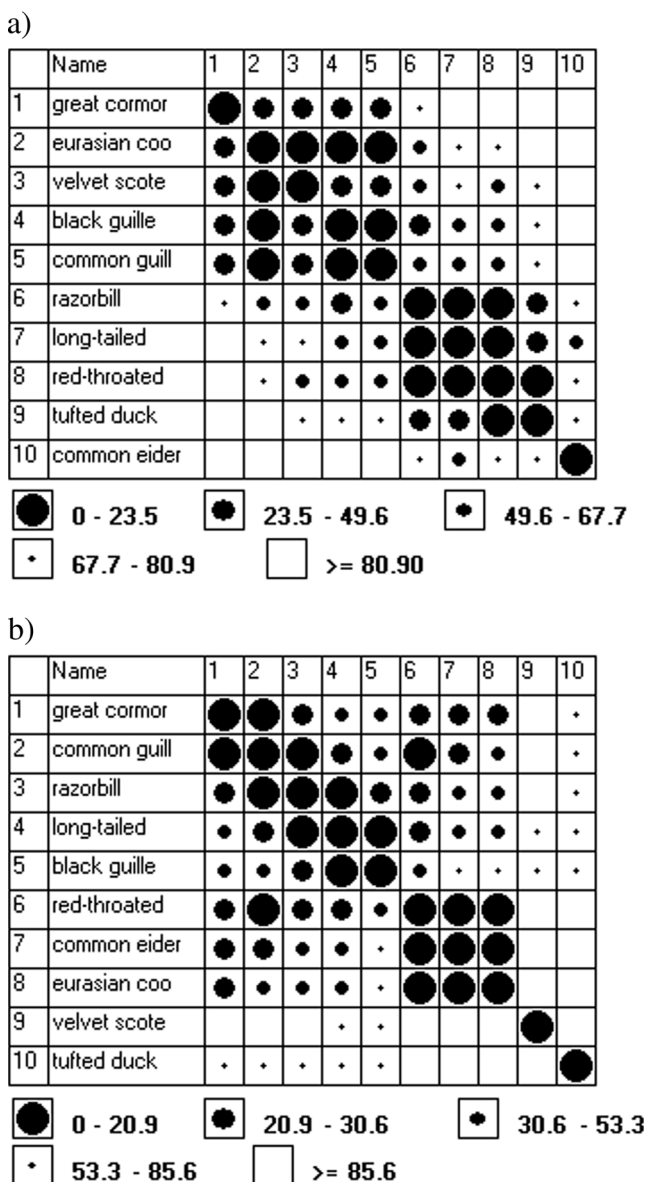 a)
Name 1 2 3 4 5 6 7 8 9 10
1 great cormor
2 eurasian coo
3 velvet scote
4 black guille
5 common guill
6 razorbill
7 long-tailed
8 red-throated
9 tufted duck
10 common eider
0 - 23.5 23.5 - 49.6 49.6 - 67.7
67.7 - 80.9 >= 80.90
b)
Name 1 2 3 4 5 6 7 8 9 10
1 great cormor
2 common guill
3 razorbill
4 long-tailed
5 black guille
6 red-throated
7 common eider
8 eurasian coo
9 velvet scote
10 tufted duck
0 - 20.9 20.9 - 30.6 30.6 - 53.3
53.3 - 85.6 >= 85.6